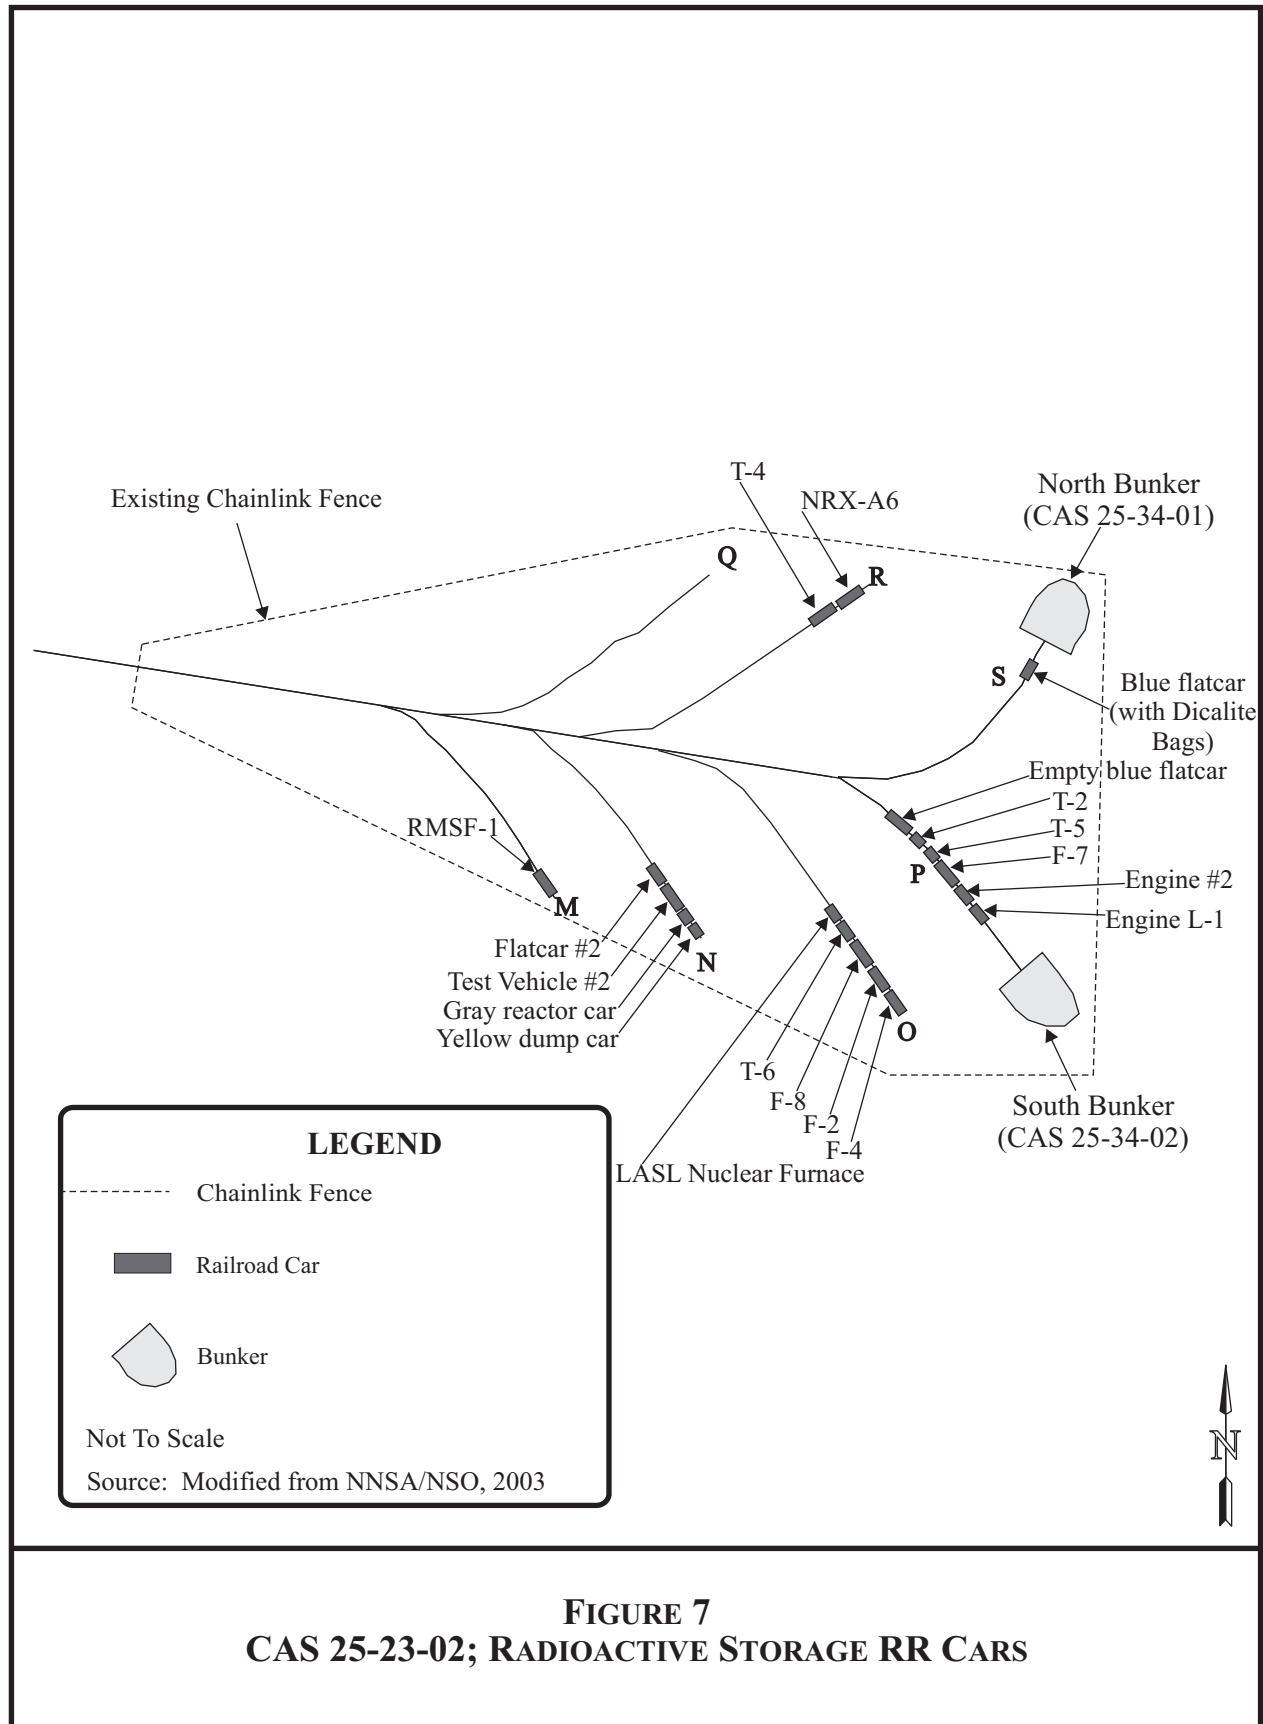 T-4
NRX-A6
North Bunker
(CAS 25-34-01)
Existing Chainlink Fence
Q
R
S
Blue flatcar
(with Dicalite
Bags)
Empty blue flatcar
T-2
T-5
F-7
P
Engine #2
Engine L-1
RMSF-1
M
Flatcar #2
N
Test Vehicle #2
Gray reactor car
Yellow dump car
O
T-6
F-8
F-2
F-4
LASL Nuclear Furnace
South Bunker
(CAS 25-34-02)
LEGEND
Chainlink Fence
Railroad Car
Bunker
Not To Scale
Source: Modified from NNSA/NSO, 2003
N
FIGURE 7
CAS 25-23-02; RADIOACTIVE STORAGE RR CARS